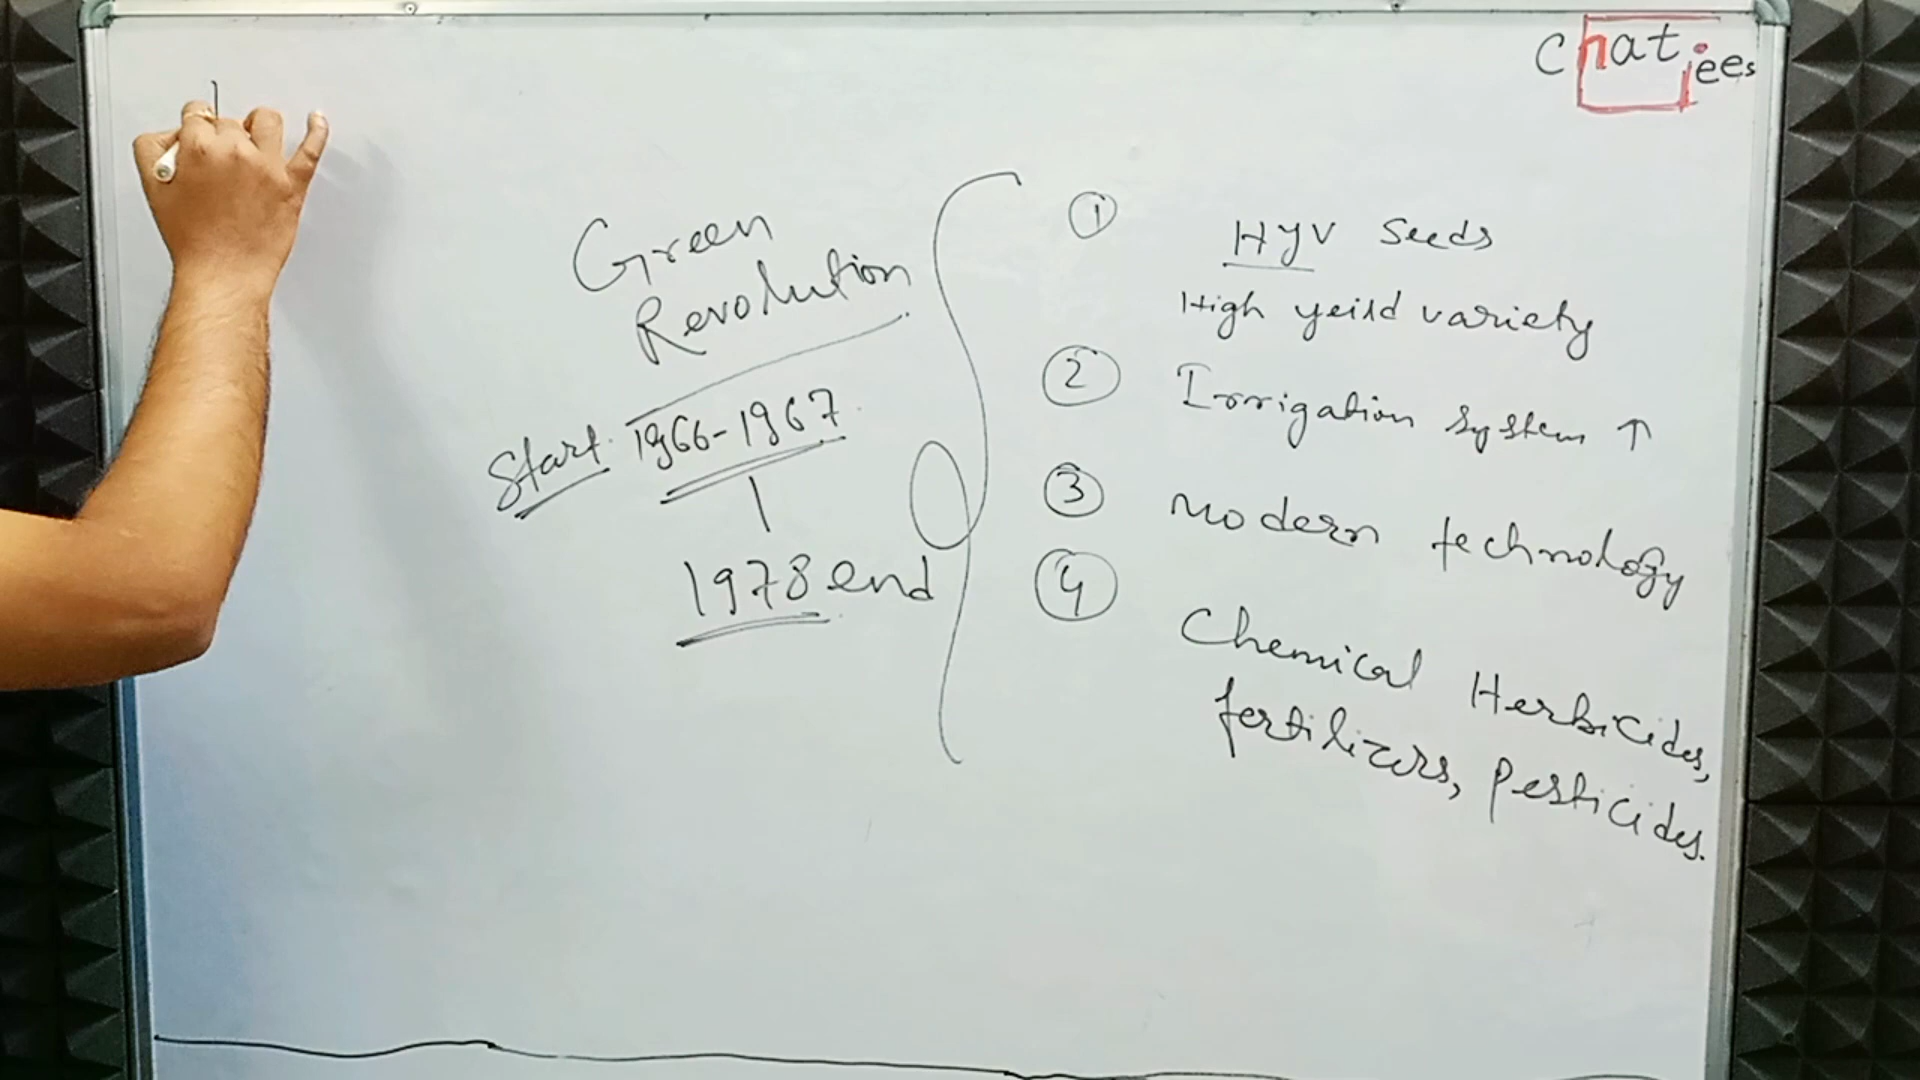 Chatjees
Green
Revolution
Start. 1966-1967
1978 end
① HYV Seeds
High yeild variety
② Irrigation System ↑
③ Modern technology
④ Chemical Herbicides,
fertilizers, Pesticides.